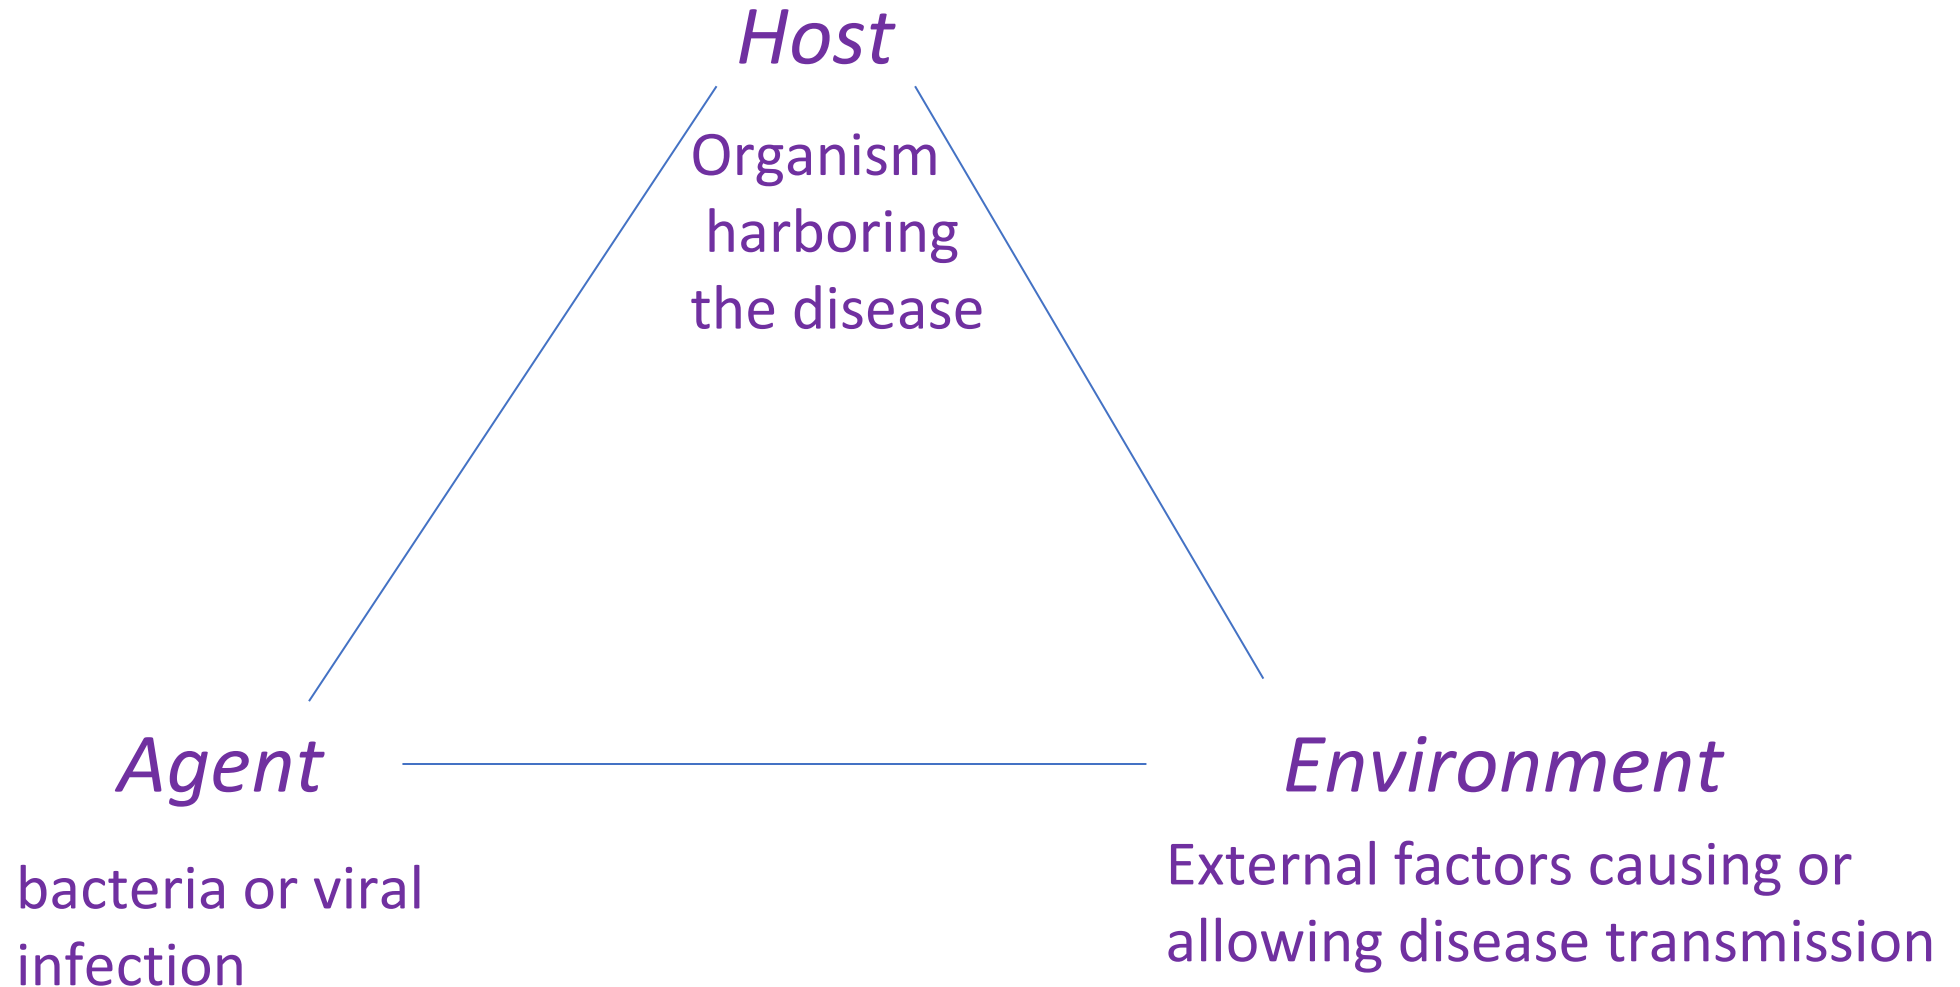 Host
Organism
harboring
the disease
Agent
bacteria or viral
infection
Environment
External factors causing or
allowing disease transmission